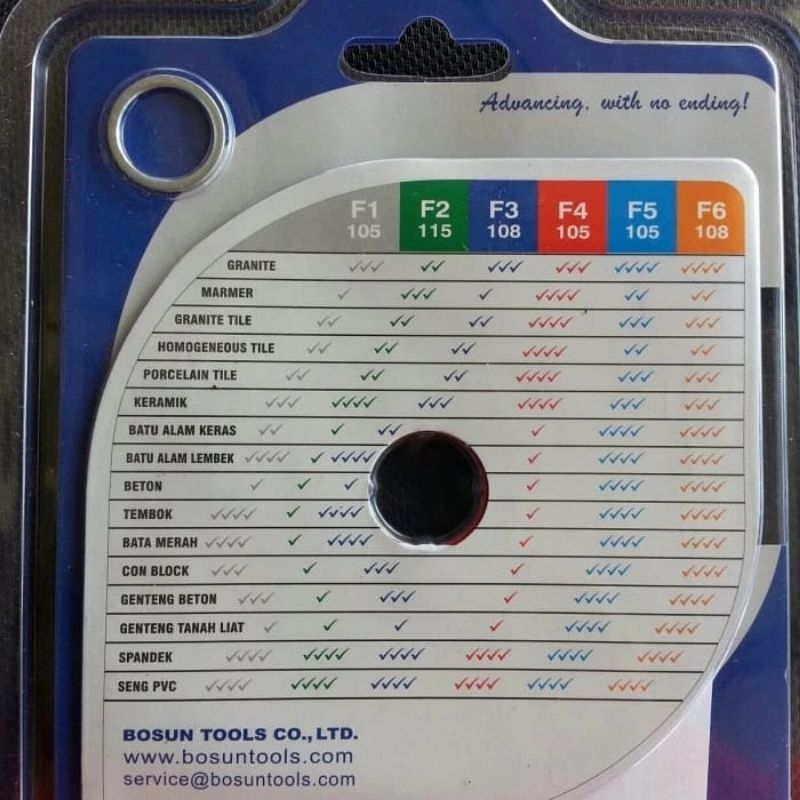 Advancing, with no ending!
F1 F2 F3 F4 F5 F6
105 115 108 105 105 108
GRANITE ✓✓✓ ✓✓ ✓✓✓ ✓✓✓ ✓✓✓✓ ✓✓✓✓
MARMER ✓ ✓✓✓ ✓ ✓✓✓✓ ✓✓ ✓✓
GRANITE TILE ✓✓ ✓✓ ✓✓ ✓✓✓✓ ✓✓✓ ✓✓✓
HOMOGENEOUS TILE ✓✓ ✓✓ ✓✓ ✓✓✓✓ ✓✓ ✓✓
PORCELAIN TILE ✓✓ ✓✓ ✓✓ ✓✓✓✓ ✓✓✓ ✓✓✓
KERAMIK ✓✓✓ ✓✓✓✓ ✓✓✓ ✓✓✓✓ ✓✓✓ ✓✓✓
BATU ALAM KERAS ✓✓ ✓ ✓✓ ✓ ✓✓✓✓ ✓✓✓✓
BATU ALAM LEMBEK ✓✓✓✓ ✓ ✓✓✓✓ ✓ ✓✓✓✓ ✓✓✓✓
BETON ✓ ✓ ✓ ✓ ✓✓✓✓ ✓✓✓✓
TEMBOK ✓✓✓✓ ✓ ✓✓✓✓ ✓ ✓✓✓✓ ✓✓✓✓
BATA MERAH ✓✓✓✓ ✓ ✓✓✓✓ ✓ ✓✓✓✓ ✓✓✓✓
CON BLOCK ✓✓✓ ✓ ✓✓✓ ✓ ✓✓✓✓ ✓✓✓✓
GENTENG BETON ✓✓✓ ✓ ✓✓✓ ✓ ✓✓✓✓ ✓✓✓✓
GENTENG TANAH LIAT ✓ ✓ ✓ ✓ ✓✓✓✓ ✓✓✓✓
SPANDEK ✓✓✓✓ ✓✓✓✓ ✓✓✓✓ ✓✓✓✓ ✓✓✓✓ ✓✓✓✓
SENG PVC ✓✓✓✓ ✓✓✓✓ ✓✓✓✓ ✓✓✓✓ ✓✓✓✓ ✓✓✓✓
BOSUN TOOLS CO., LTD.
www.bosuntools.com
service@bosuntools.com